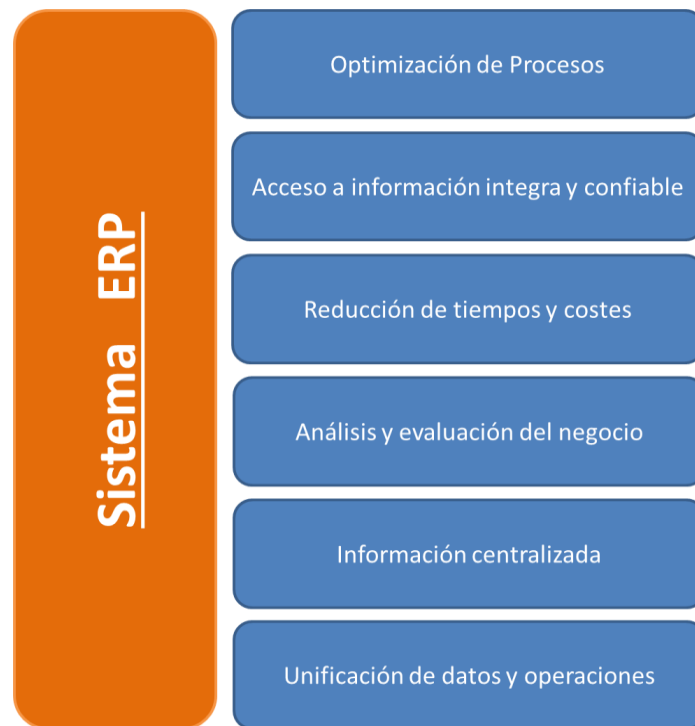 Sistema ERP
Optimización de Procesos
Acceso a información integra y confiable
Reducción de tiempos y costes
Análisis y evaluación del negocio
Información centralizada
Unificación de datos y operaciones